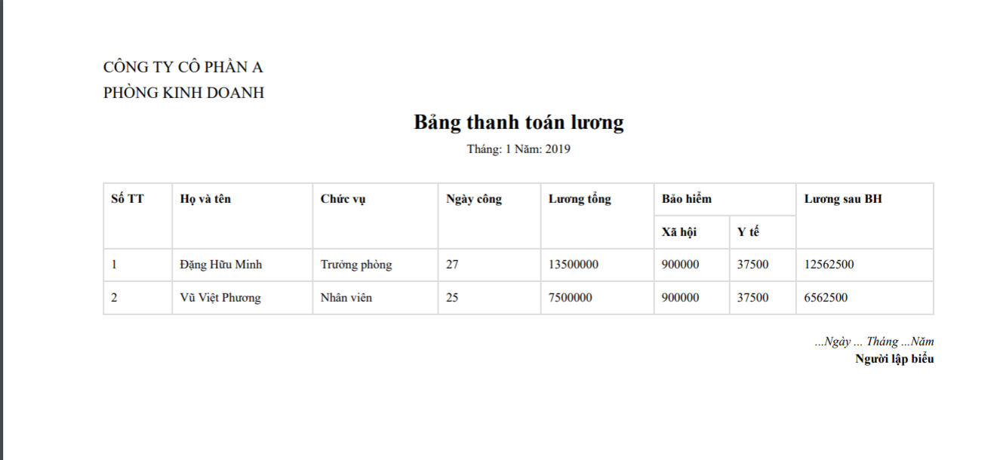 CÔNG TY CÔ PHẦN A
PHÒNG KINH DOANH
Bảng thanh toán lương
Tháng: 1 Năm: 2019
Số TT Họ và tên Chức vụ Ngày công Lương tổng Bảo hiểm Lương sau BH
Xã hội Y tế
1 Đặng Hữu Minh Trưởng phòng 27 13500000 900000 37500 12562500
2 Vũ Việt Phương Nhân viên 25 7500000 900000 37500 6562500
...Ngày ... Tháng ...Năm
Người lập biểu